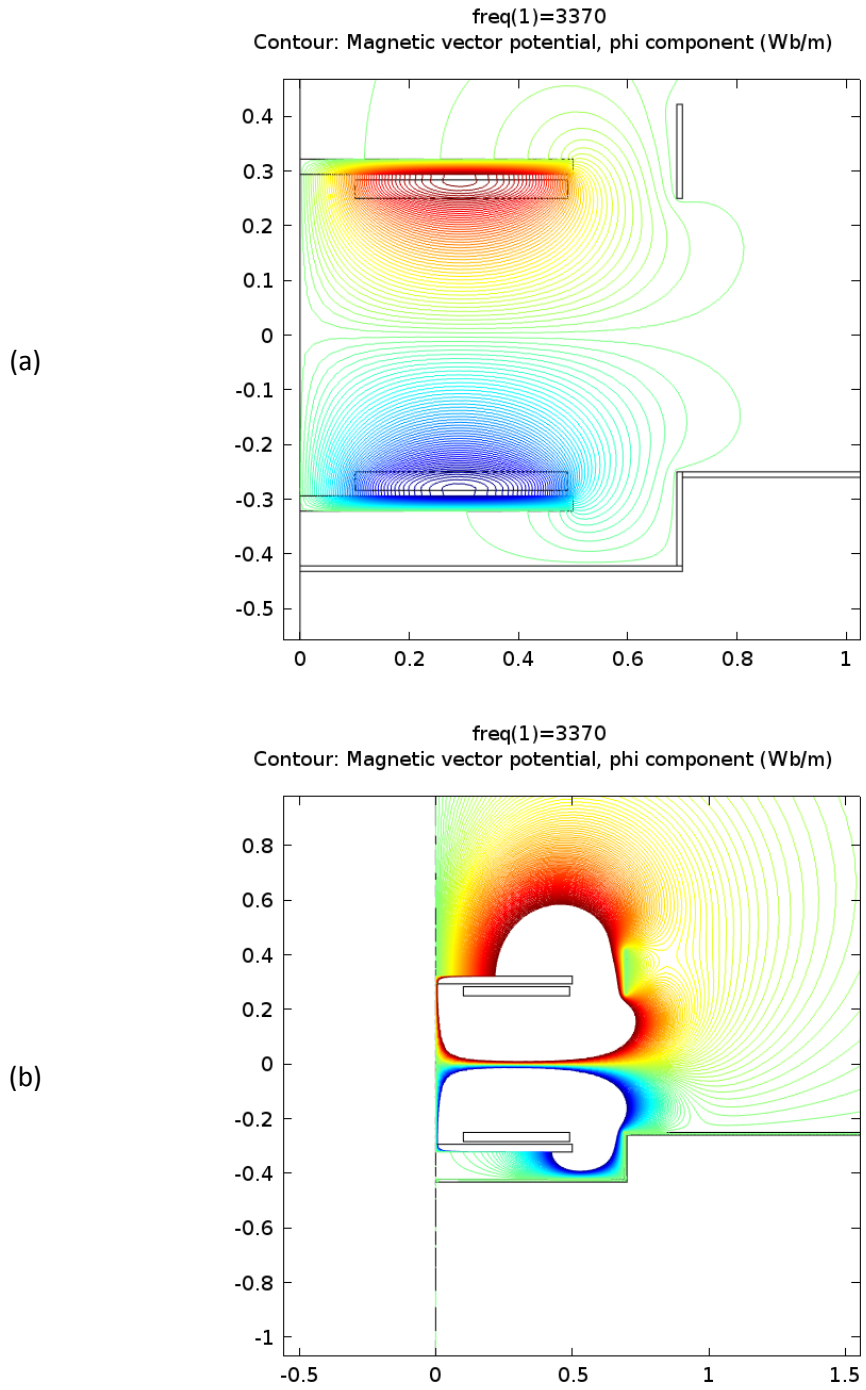 freq(1)=3370
Contour: Magnetic vector potential, phi component (Wb/m)
0.4
0.3
0.2
0.1
0
(a)
-0.1
-0.2
-0.3
-0.4
-0.5
0 0.2 0.4 0.6 0.8 1
freq(1)=3370
Contour: Magnetic vector potential, phi component (Wb/m)
0.8
0.6
0.4
0.2
0
(b)
-0.2
-0.4
-0.6
-0.8
-1
-0.5 0 0.5 1 1.5